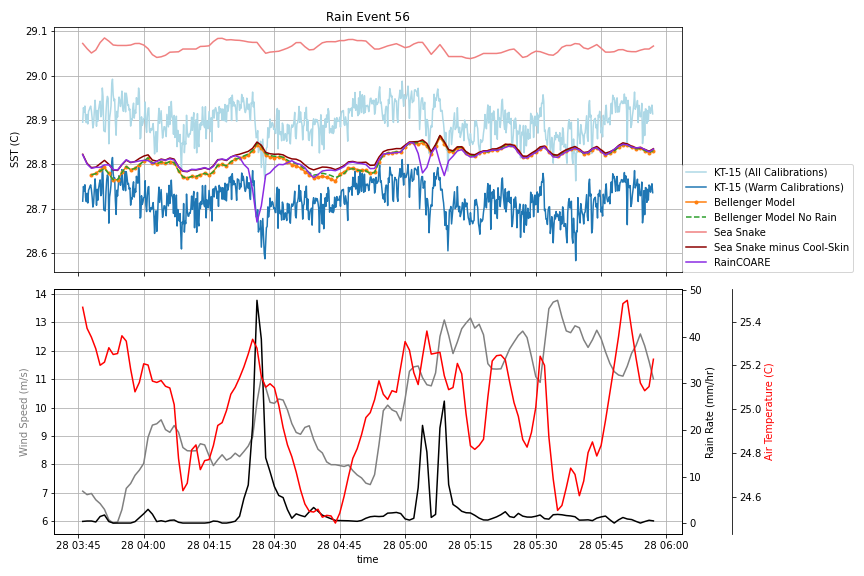 Rain Event 56
SST (C)
29.1
29.0
28.9
28.8
28.7
28.6
KT-15 (All Calibrations)
KT-15 (Warm Calibrations)
Bellenger Model
Bellenger Model No Rain
Sea Snake
Sea Snake minus Cool-Skin
RainCOARE
Wind Speed (m/s)
14
13
12
11
10
9
8
7
6
50
40
30
20
10
0
Rain Rate (mm/hr)
25.4
25.2
25.0
24.8
24.6
Air Temperature (C)
28 03:45
28 04:00
28 04:15
28 04:30
28 04:45
28 05:00
28 05:15
28 05:30
28 05:45
28 06:00
time